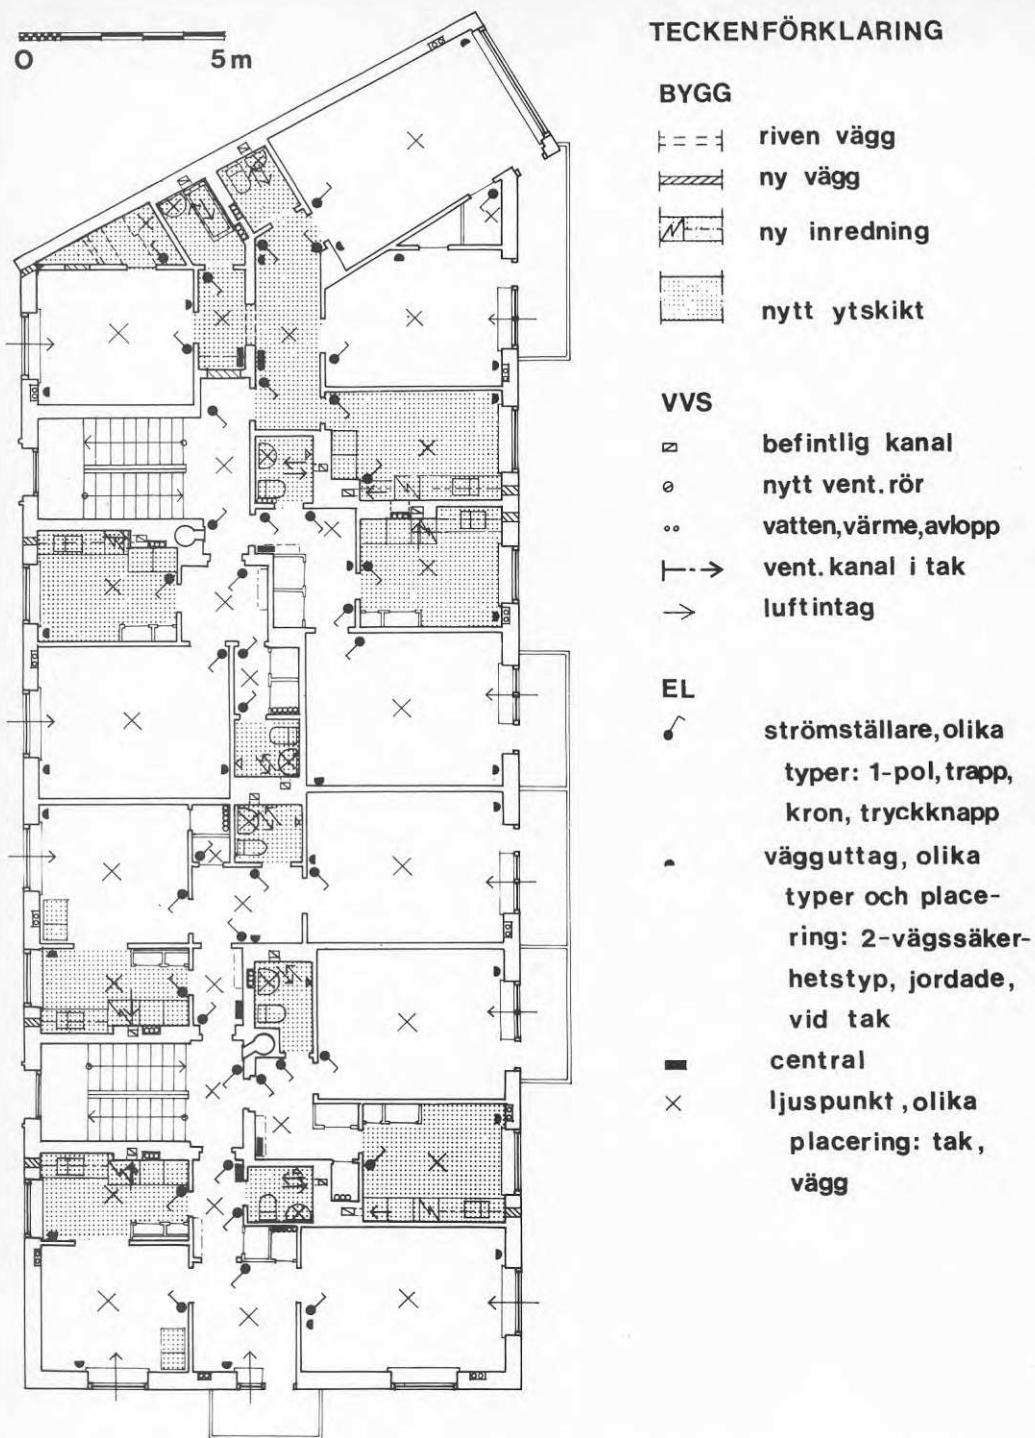 0 5m
TECKENFÖRKLARING
BYGG
riven vägg
ny vägg
ny inredning
nytt ytskikt
VVS
befintlig kanal
nytt vent.rör
vatten,värme,avlopp
vent.kanal i tak
luftintag
EL
strömställare,olika
typer: 1-pol,trapp,
kron, tryckknapp
vägguttag, olika
typer och place-
ring: 2-vägssäker-
hetstyp, jordade,
vid tak
central
ljuspunkt,olika
placering: tak,
vägg